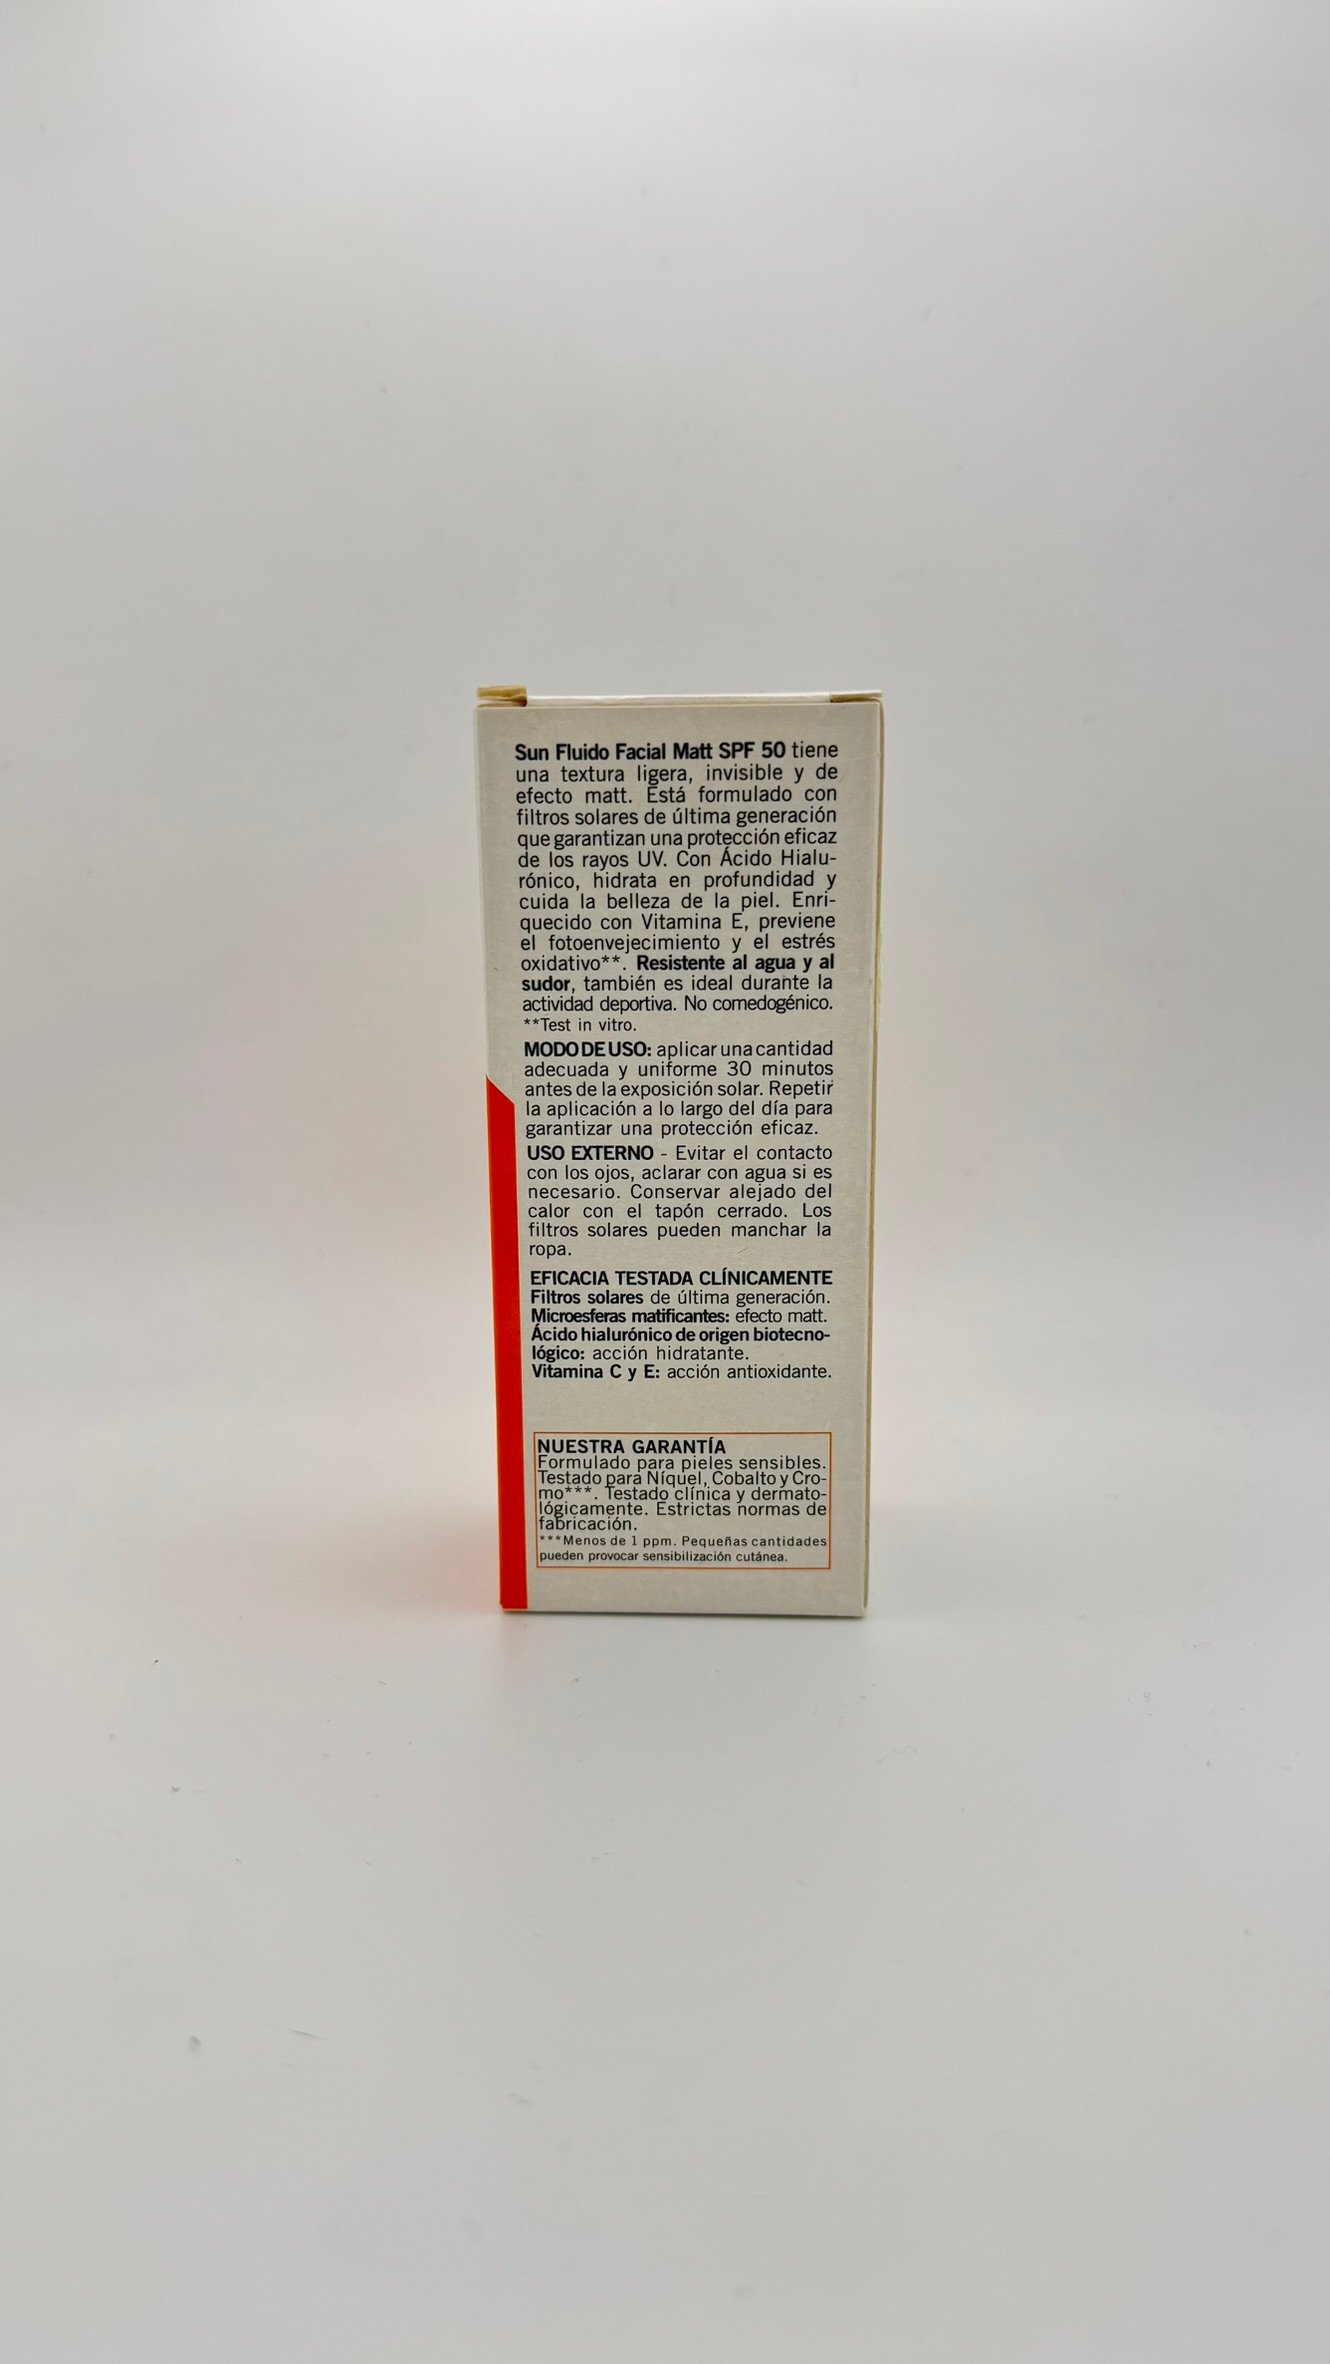 Sun Fluido Facial Matt SPF 50 tiene
una textura ligera, invisible y de
efecto matt. Está formulado con
filtros solares de última generación
que garantizan una protección eficaz
de los rayos UV. Con Ácido Hialu-
rónico, hidrata en profundidad y
cuida la belleza de la piel. Enri-
quecido con Vitamina E, previene
el fotoenvejecimiento y el estrés
oxidativo**. Resistente al agua y al
sudor, también es ideal durante la
actividad deportiva. No comedogénico.
**Test in vitro.
MODO DE USO: aplicar una cantidad
adecuada y uniforme 30 minutos
antes de la exposición solar. Repetir
la aplicación a lo largo del día para
garantizar una protección eficaz.
USO EXTERNO - Evitar el contacto
con los ojos, aclarar con agua si es
necesario. Conservar alejado del
calor con el tapón cerrado. Los
filtros solares pueden manchar la
ropa.
EFICACIA TESTADA CLÍNICAMENTE
Filtros solares de última generación.
Microesferas matificantes: efecto matt.
Ácido hialurónico de origen biotecno-
lógico: acción hidratante.
Vitamina C y E: acción antioxidante.
NUESTRA GARANTÍA
Formulado para pieles sensibles.
Testado para Níquel, Cobalto y Cro-
mo***. Testado clínica y dermato-
lógicamente. Estrictas normas de
fabricación.
***Menos de 1 ppm. Pequeñas cantidades
pueden provocar sensibilización cutánea.